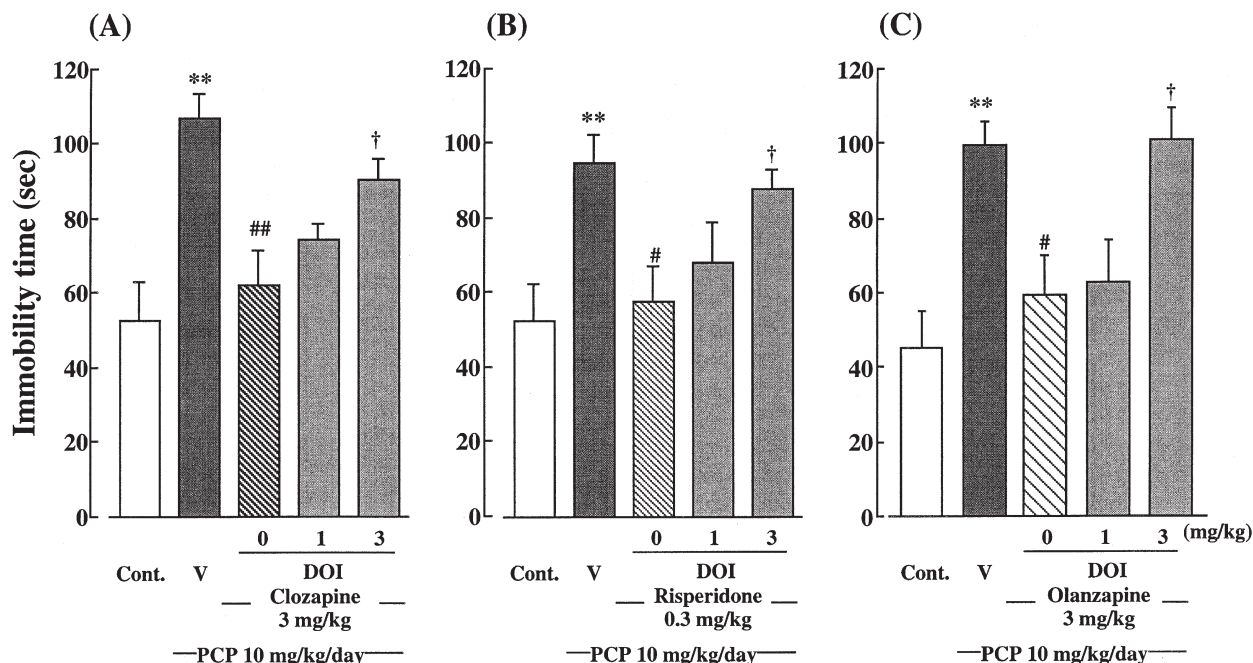 (A)
(B)
(C)
Immobility time (sec)
120
100
80
60
40
20
0
**
##
†
0 1 3
Cont. V DOI
Clozapine
3 mg/kg
PCP 10 mg/kg/day
120
100
80
60
40
20
0
**
#
†
0 1 3
Cont. V DOI
Risperidone
0.3 mg/kg
PCP 10 mg/kg/day
120
100
80
60
40
20
0
**
#
†
0 1 3 (mg/kg)
Cont. V DOI
Olanzapine
3 mg/kg
PCP 10 mg/kg/day